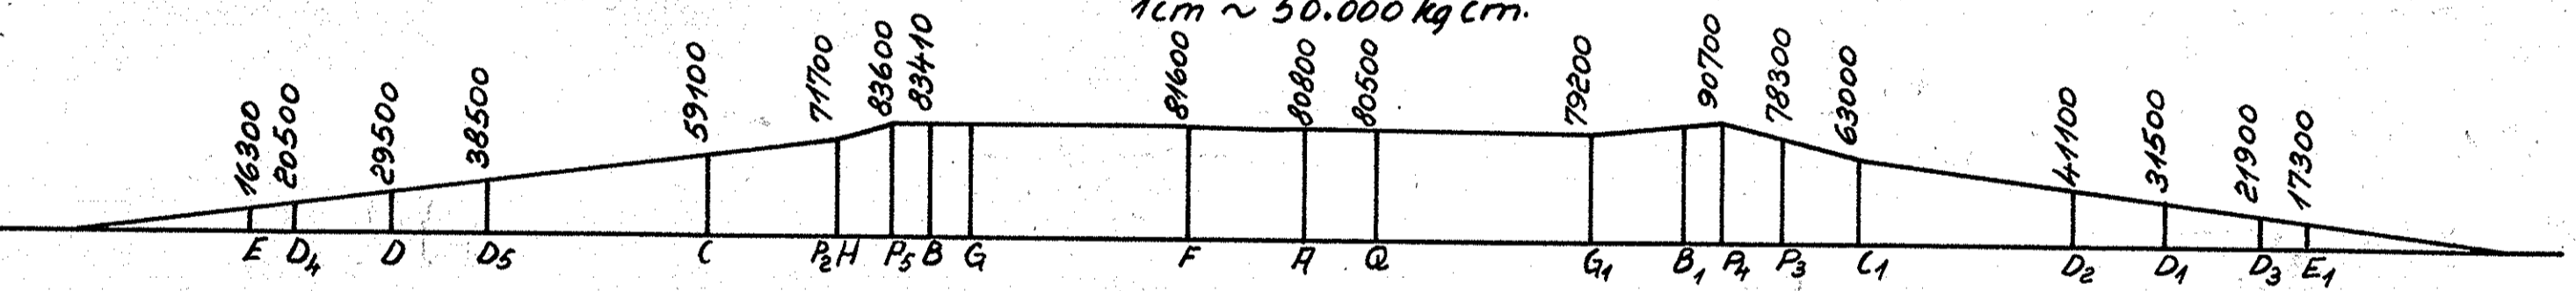 1cm ~ 50.000 kg cm.
16300 20500 29500 38500 59100 71700 83600 83410 81600 80800 80500 79200 90700 78300 63000 41100 31500 21900 17300
E D4 D D5 C P2 H P5 B G F A Q G1 B1 P4 P3 C1 D2 D1 D3 E1